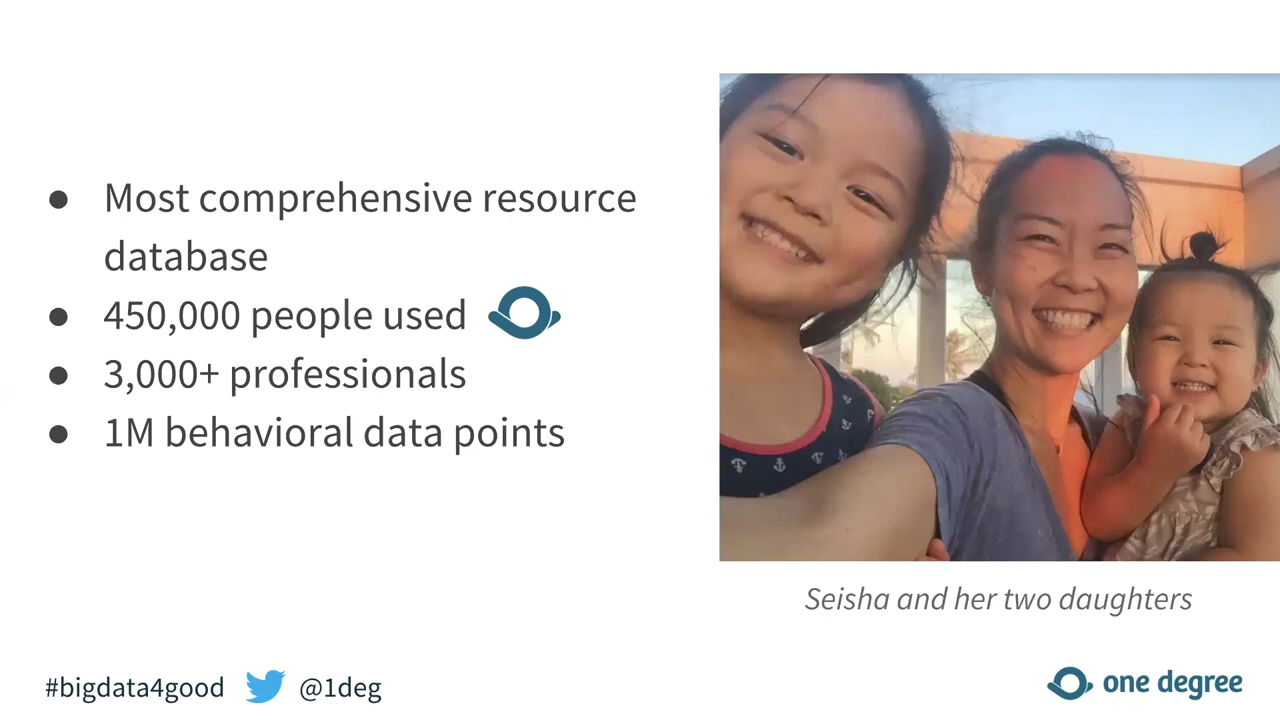 ● Most comprehensive resource
database
● 450,000 people used
● 3,000+ professionals
● 1M behavioral data points
Seisha and her two daughters
#bigdata4good @1deg
one degree